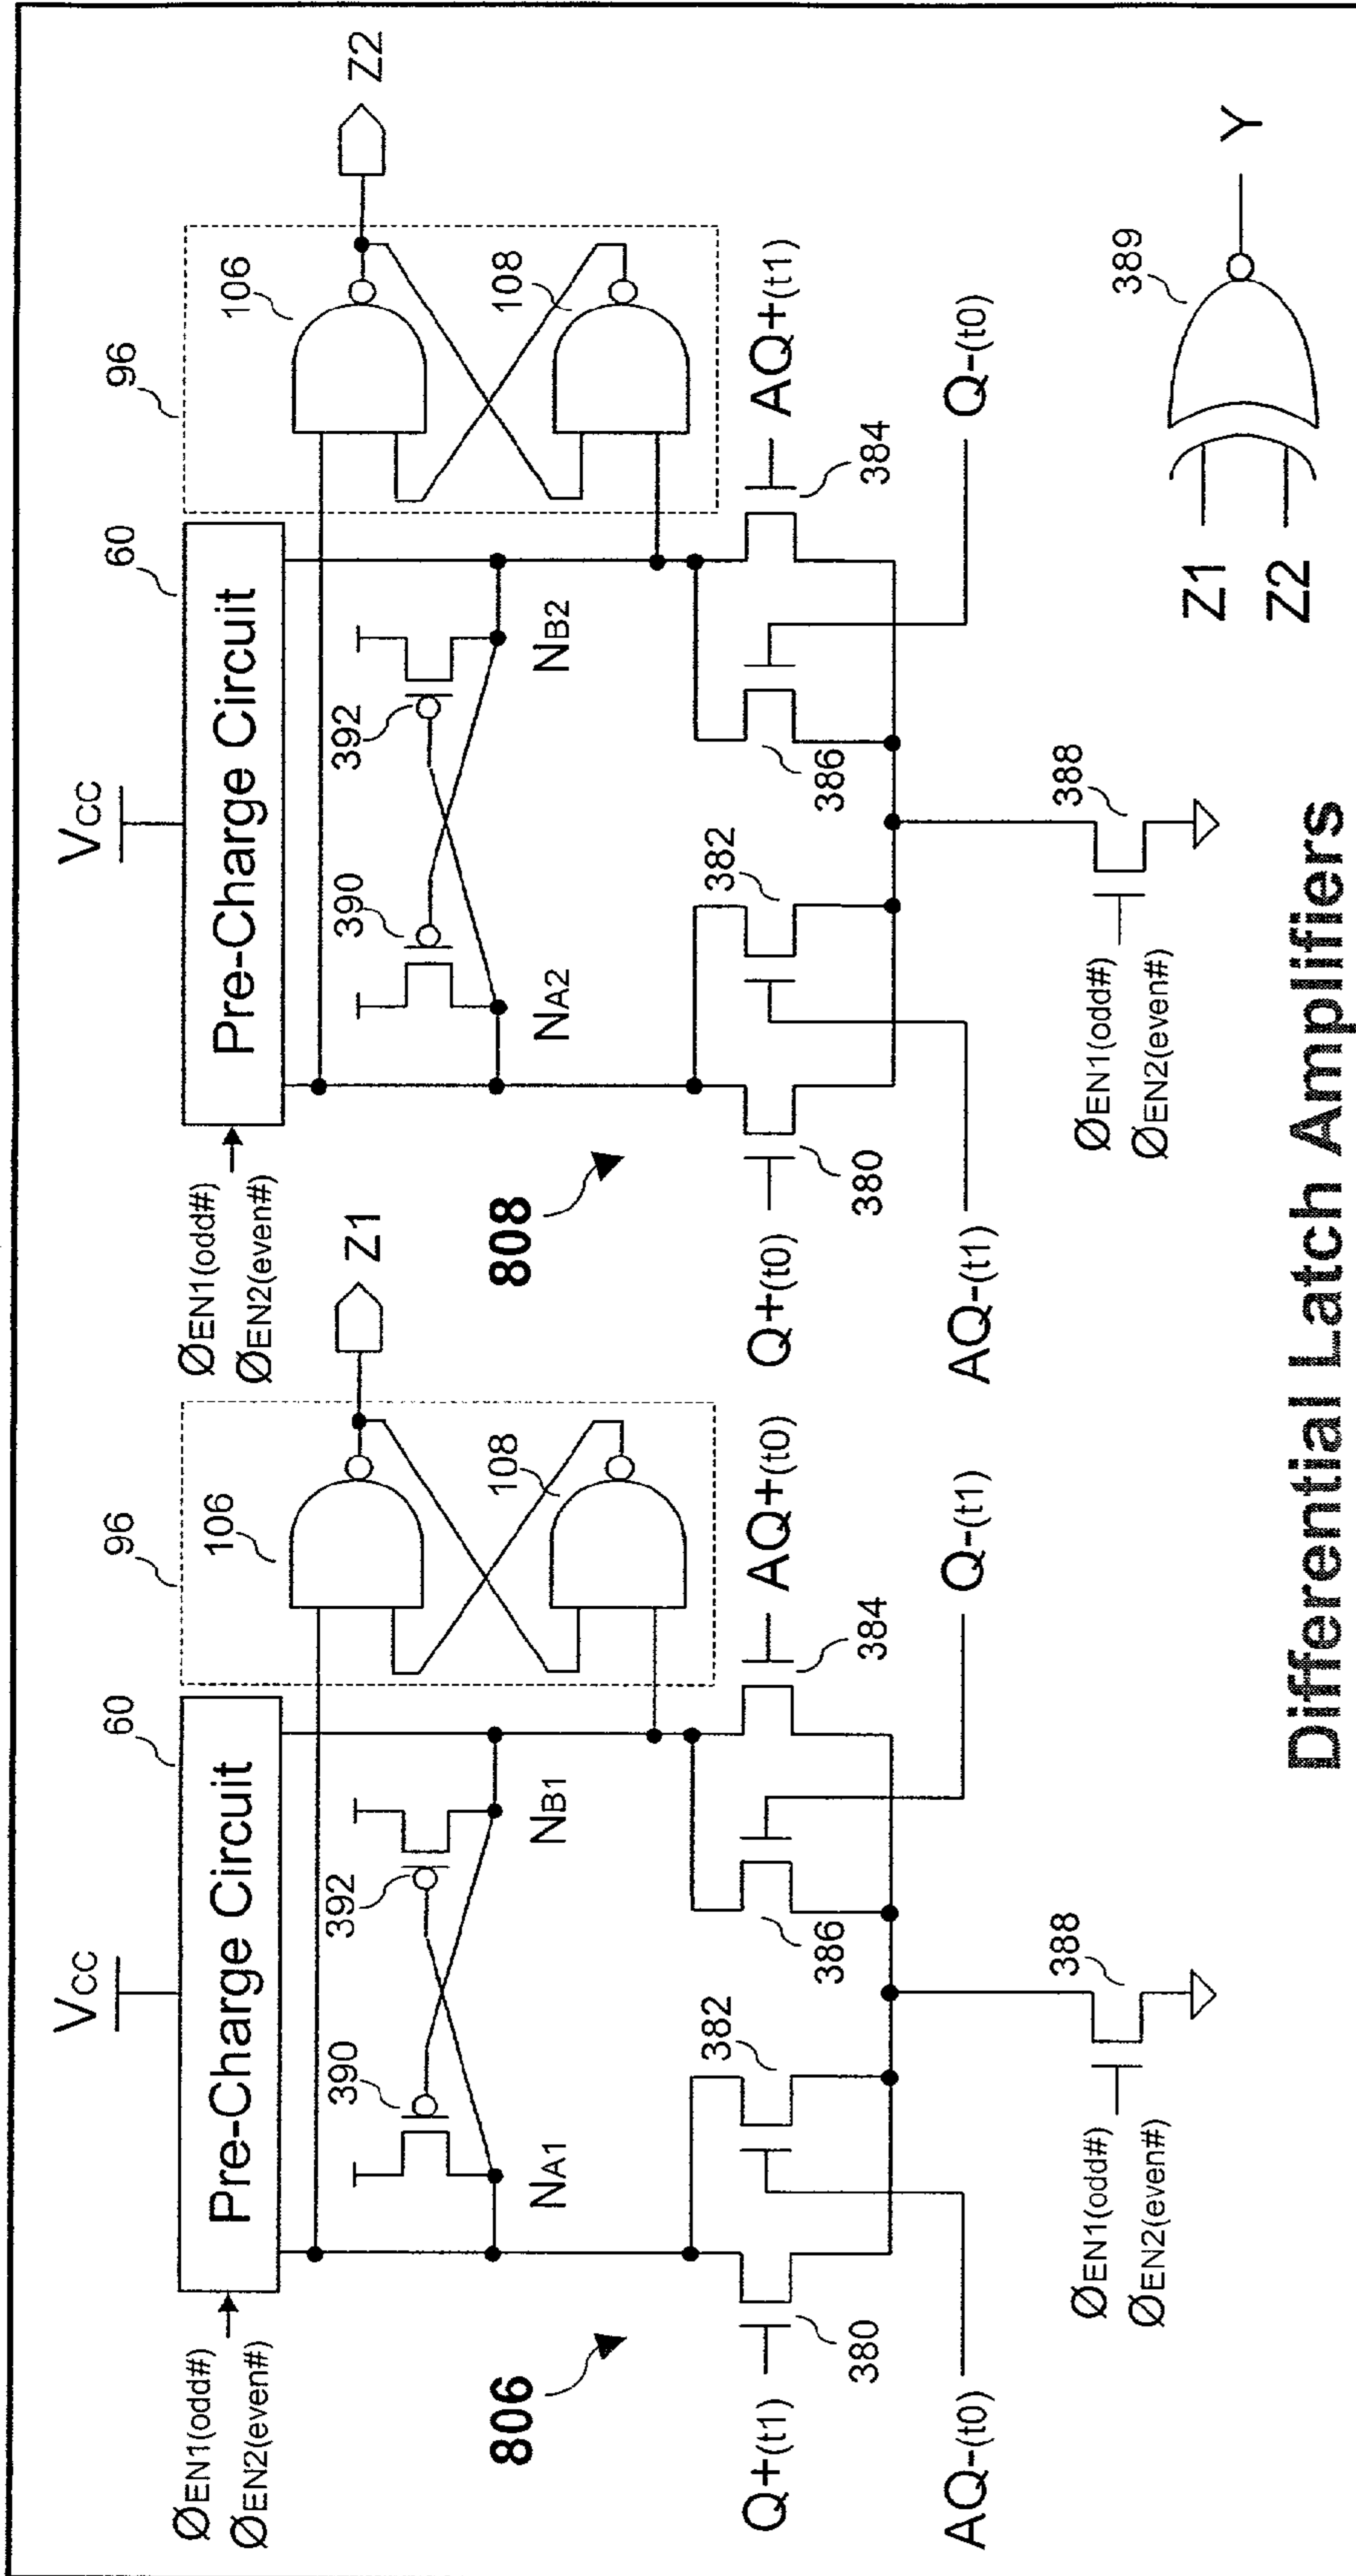 VCC
VCC
ØEN1(odd#)
ØEN2(even#)
Pre-Charge Circuit
60
96
106
108
Z1
390
392
NA1
NB1
806
Q+(t1)
380
382
386
384
AQ+(t0)
AQ-(t0)
Q-(t1)
388
ØEN1(odd#)
ØEN2(even#)
ØEN1(odd#)
ØEN2(even#)
Pre-Charge Circuit
60
96
106
108
Z2
390
392
NA2
NB2
808
Q+(t0)
380
382
386
384
AQ+(t1)
AQ-(t1)
Q-(t0)
388
ØEN1(odd#)
ØEN2(even#)
Z1
Z2
389
Y
Differential Latch Amplifiers